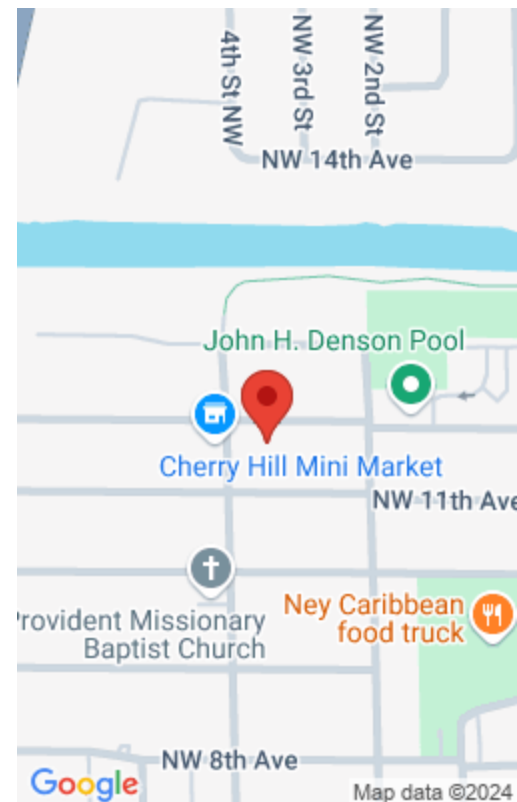 4th St NW
NW 3rd St
NW 2nd St
NW 14th Ave
John H. Denson Pool
Cherry Hill Mini Market
NW 11th Ave
Provident Missionary
Baptist Church
Ney Caribbean
food truck
NW 8th Ave
Google
Map data ©2024